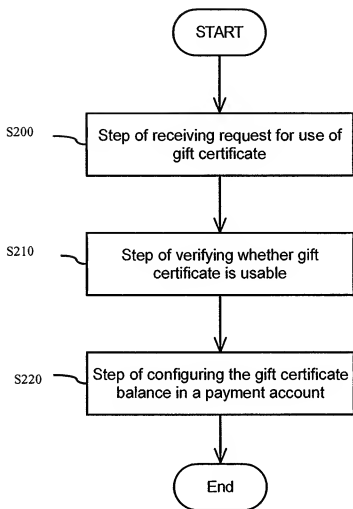 START
S200
Step of receiving request for use of
gift certificate
S210
Step of verifying whether gift
certificate is usable
S220
Step of configuring the gift certificate
balance in a payment account
End